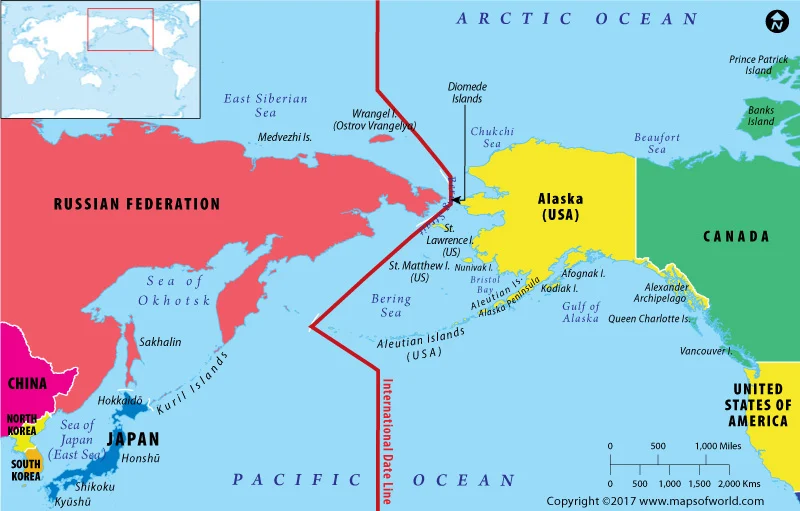 ARCTIC OCEAN
N
Prince Patrick
Island
Diomede
Islands
East Siberian
Sea
Banks
Island
Wrangel I.
(Ostrov Vrangelya)
Medvezhi Is.
Chukchi
Sea
Beaufort
Sea
RUSSIAN FEDERATION
Alaska
(USA)
CANADA
St.
Lawrence I.
(US)
St. Matthew I.
(US)
Nunivak I.
Bristol
Bay
Aleutian Is.
Alaska Peninsula
Afognak I.
Kodiak I.
Sea of
Okhotsk
Bering
Sea
Gulf of
Alaska
Alexander
Archipelago
Queen Charlotte Is.
Aleutian Islands
(USA)
Sakhalin
Kuril Islands
Vancouver I.
CHINA
Hokkaidō
NORTH
KOREA
Sea of
Japan
(East Sea)
JAPAN
Honshū
SOUTH
KOREA
Shikoku
Kyūshū
International Date Line
UNITED
STATES OF
AMERICA
PACIFIC OCEAN
0 500 1,000 Miles
0 500 1,000 1,500 2,000 Kms
Copyright ©2017 www.mapsofworld.com